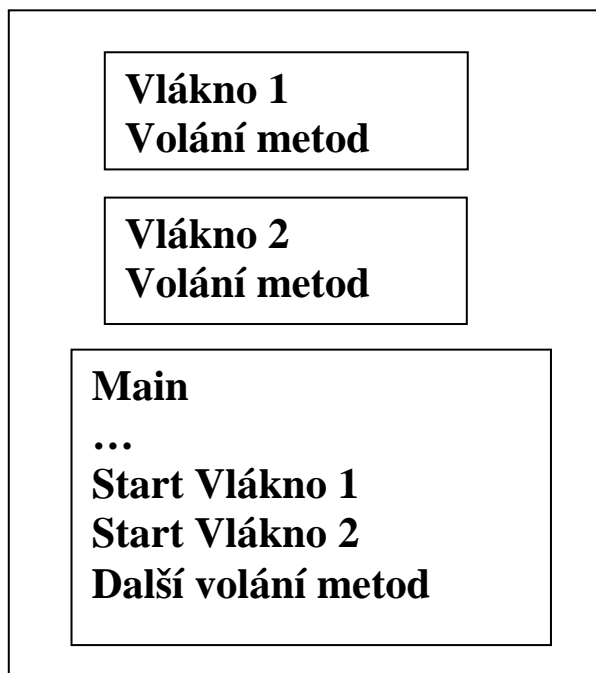 Vlákno 1
Volání metod
Vlákno 2
Volání metod
Main
…
Start Vlákno 1
Start Vlákno 2
Další volání metod